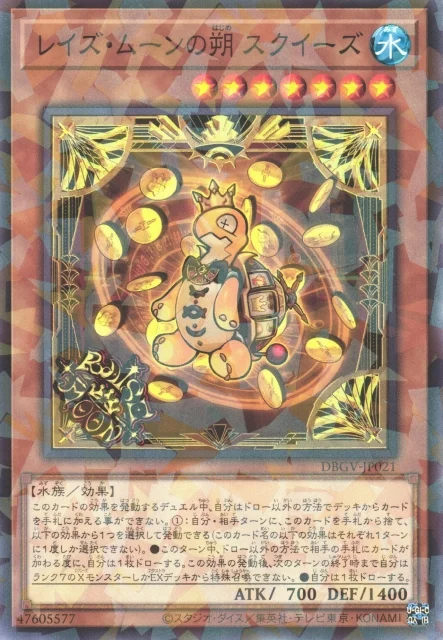 レイズ・ムーンの朔 スクイーズ
はじめ
水
RAISE MOON
DBGV-JP021
【水族/効果】
このカードの効果を発動するデュエル中、自分はドロー以外の方法でデッキからカード
を手札に加える事ができない。①:自分・相手ターンに、このカードを手札から捨て、
以下の効果から1つを選択して発動できる(このカード名の以下の効果はそれぞれ1ターン
に1度しか選択できない)。●このターン中、ドロー以外の方法で相手の手札にカードが
加わる度に、自分は1枚ドローする。この効果の発動後、次のターンの終了時まで自分は
ランク7のXモンスターしかEXデッキから特殊召喚できない。●自分は1枚ドローする。
ATK/ 700 DEF/1400
47605577
©スタジオ・ダイス/集英社・テレビ東京・KONAMI